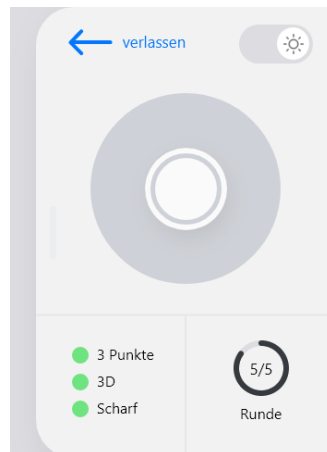 verlassen
3 Punkte
3D
Scharf
5/5
Runde